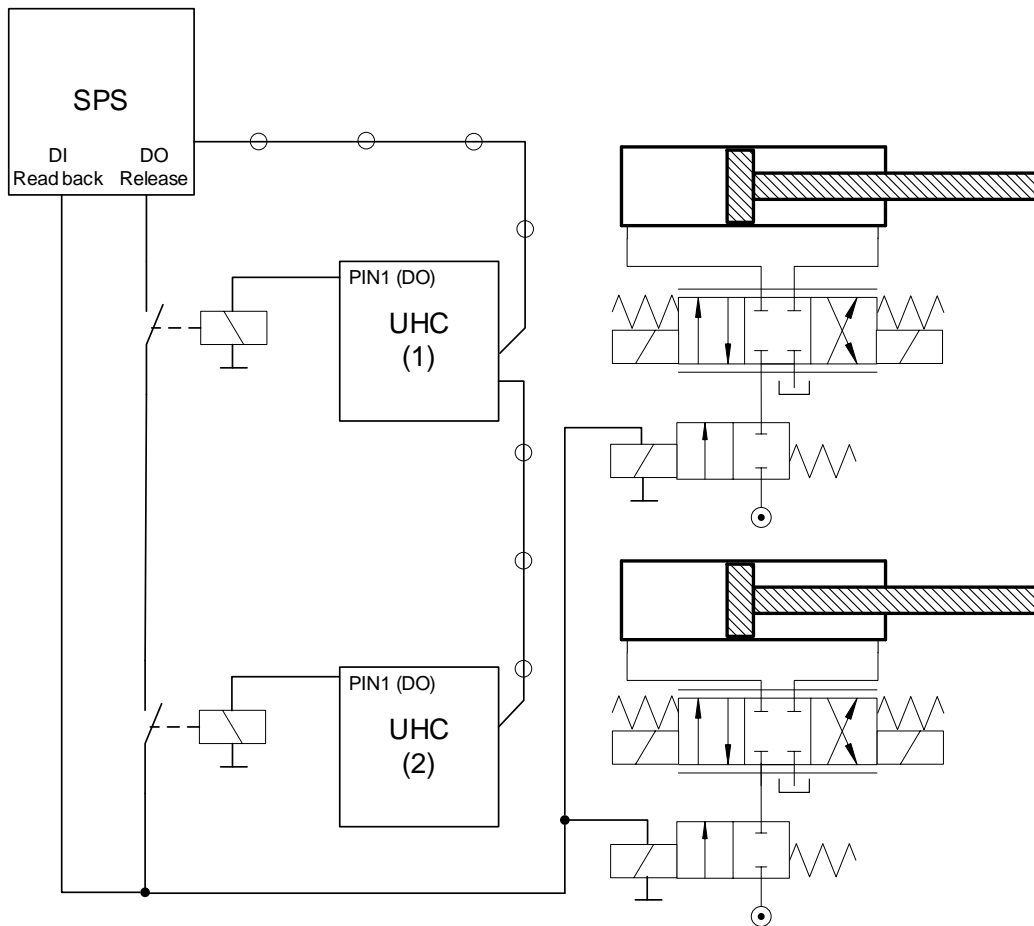 SPS
DI
Read back
DO
Release
PIN1 (DO)
UHC
(1)
PIN1 (DO)
UHC
(2)